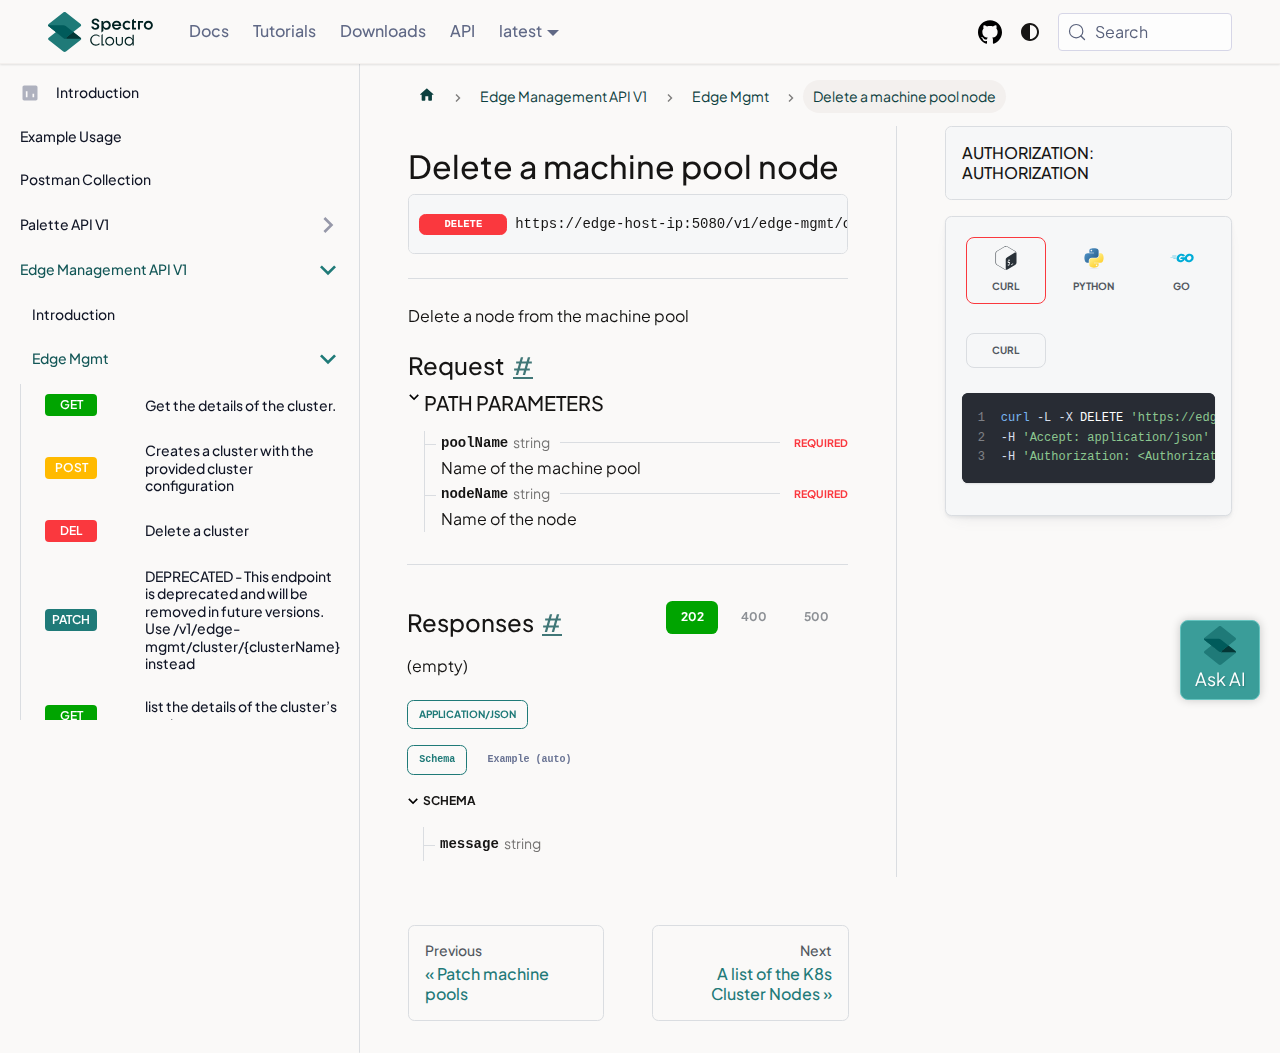 Spectro Cloud
Docs
Tutorials
Downloads
API
latest
Search
Introduction
Example Usage
Postman Collection
Palette API V1
Edge Management API V1
Introduction
Edge Mgmt
GET
Get the details of the cluster.
POST
Creates a cluster with the
provided cluster
configuration
DEL
Delete a cluster
PATCH
DEPRECATED - This endpoint
is deprecated and will be
removed in future versions.
Use /v1/edge-
mgmt/cluster/{clusterName}
instead
GET
list the details of the cluster's
Edge Management API V1
Edge Mgmt
Delete a machine pool node
Delete a machine pool node
DELETE https://edge-host-ip:5080/v1/edge-mgmt/
Delete a node from the machine pool
Request #
PATH PARAMETERS
poolName string REQUIRED
Name of the machine pool
nodeName string REQUIRED
Name of the node
Responses #
202
400
500
(empty)
APPLICATION/JSON
Schema
Example (auto)
SCHEMA
message string
Previous
« Patch machine
pools
Next
A list of the K8s
Cluster Nodes »
AUTHORIZATION:
AUTHORIZATION
CURL
PYTHON
GO
CURL
1 curl -L -X DELETE 'https://edg
2 -H 'Accept: application/json'
3 -H 'Authorization: <Authorizat
Ask AI